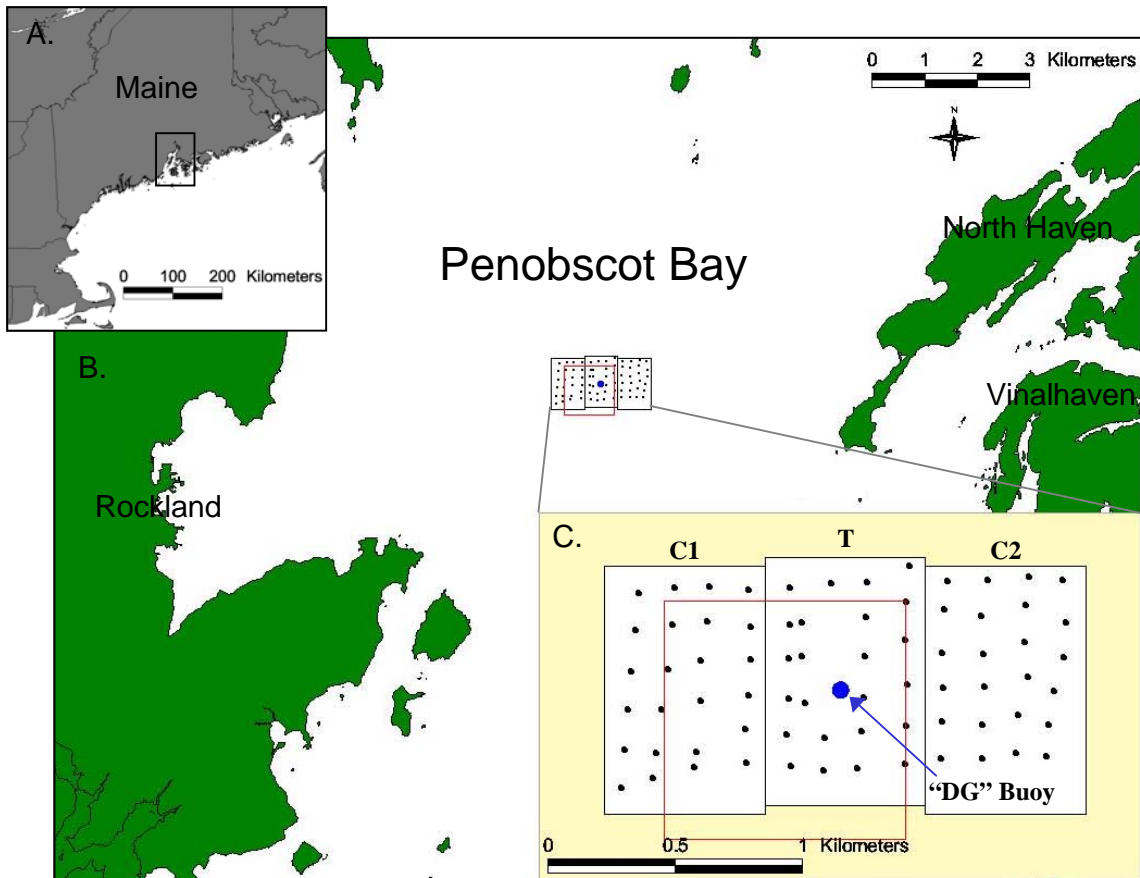 A.
Maine
0 100 200 Kilometers
0 1 2 3 Kilometers
N
North Haven
Penobscot Bay
B.
Vinalhaven
Rockland
C.
C1 T C2
“DG” Buoy
0 0.5 1 Kilometers